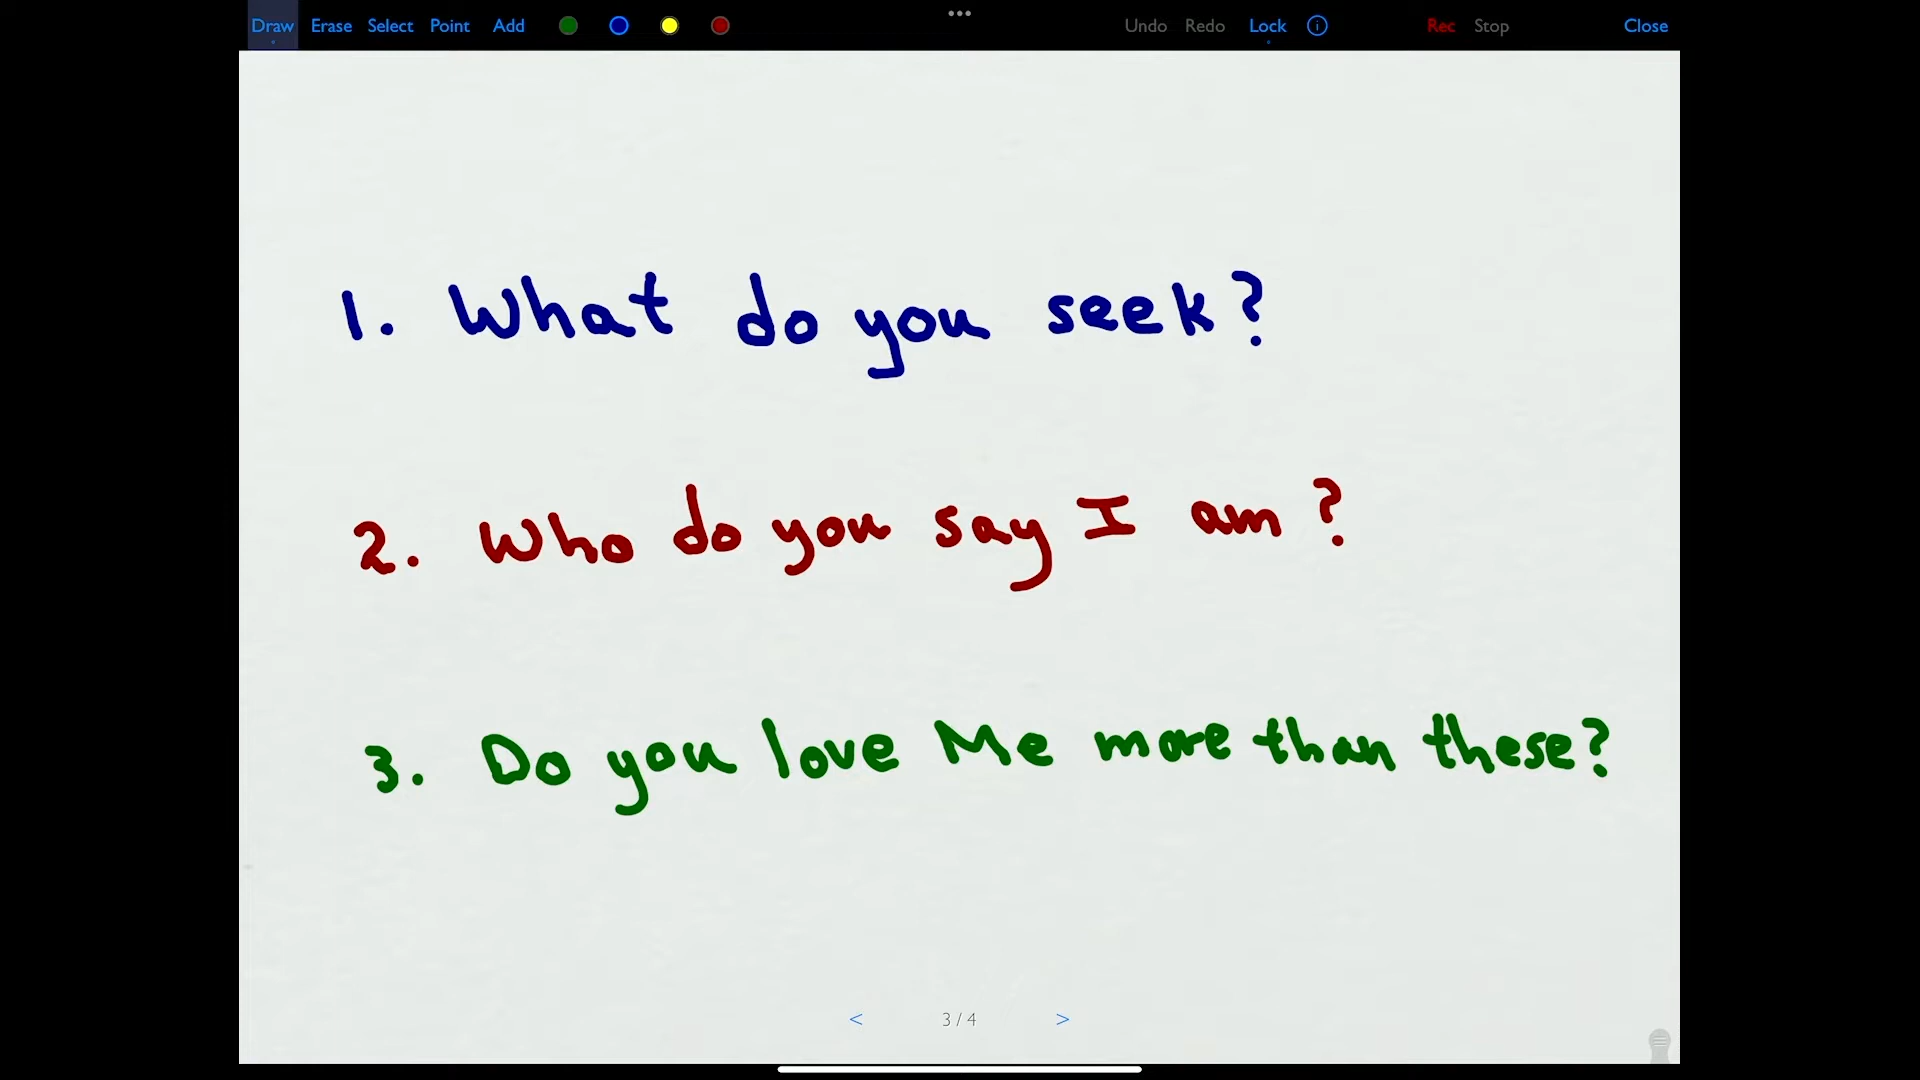 Draw Erase Select Point Add Undo Redo Lock Rec Stop Close
1. What do you seek?
2. Who do you say I am?
3. Do you love Me more than these?
< 3 / 4 >